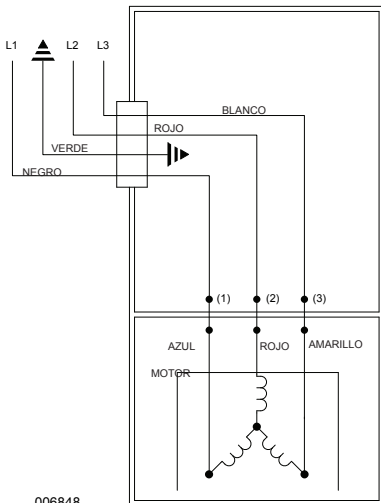 L1 L2 L3
BLANCO
ROJO
VERDE
NEGRO
(1) (2) (3)
AZUL ROJO AMARILLO
MOTOR
006848